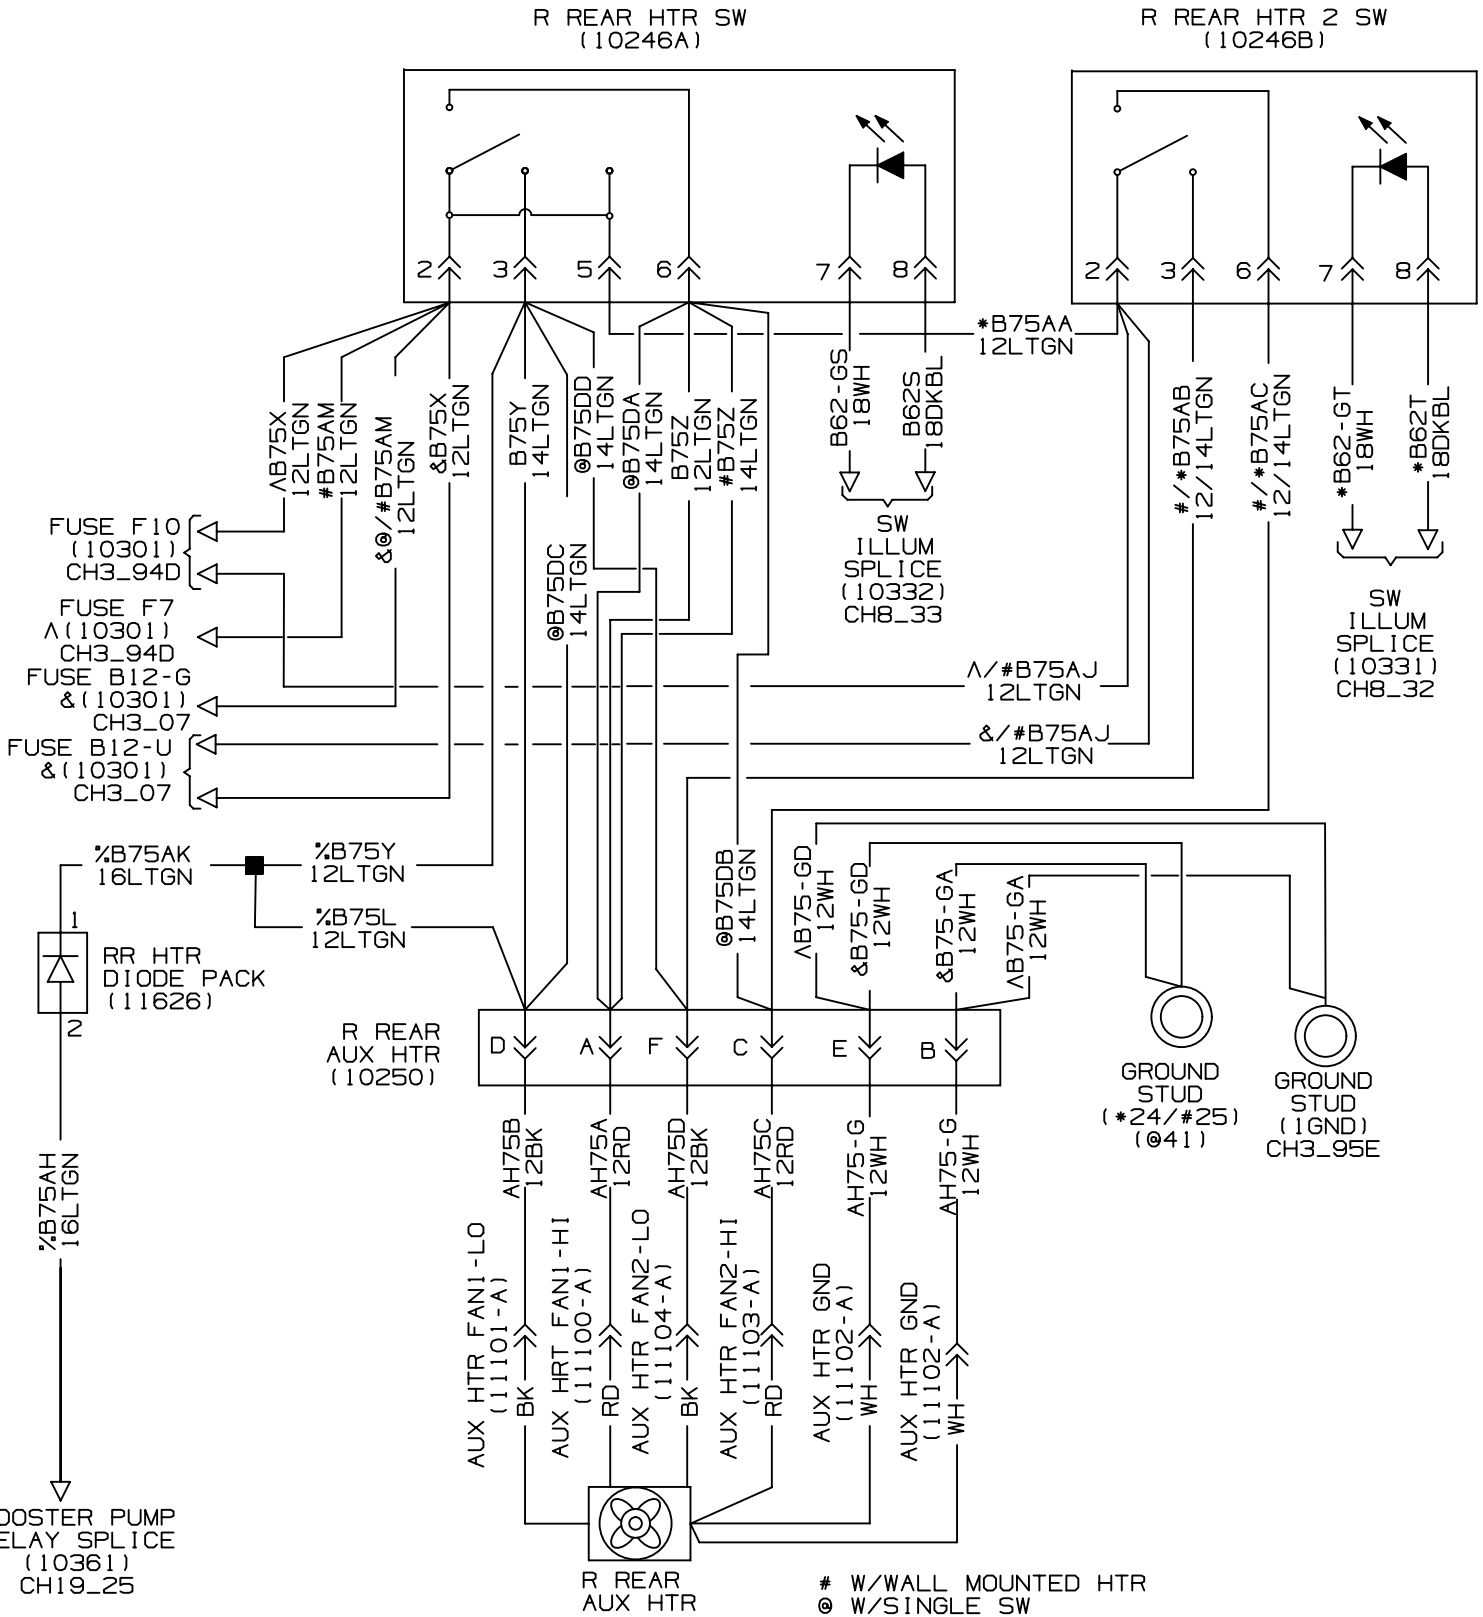 R REAR HTR SW
(10246A)
R REAR HTR 2 SW
(10246B)
2
3
5
6
7
8
2
3
6
7
8
*B75AA
12LTGN
ΛB75X
12LTGN
#B75AM
12LTGN
&@/#B75AM
12LTGN
&B75X
12LTGN
B75Y
14LTGN
@B75DD
14LTGN
@B75DA
14LTGN
B75Z
12LTGN
#B75Z
14LTGN
B62-GS
18WH
B62S
18DKBL
#/*B75AB
12/14LTGN
#/*B75AC
12/14LTGN
*B62-GT
18WH
*B62T
18DKBL
FUSE F10
(10301)
CH3_94D
FUSE F7
Λ(10301)
CH3_94D
FUSE B12-G
&(10301)
CH3_07
FUSE B12-U
&(10301)
CH3_07
@B75DC
14LTGN
SW
ILLUM
SPLICE
(10332)
CH8_33
SW
ILLUM
SPLICE
(10331)
CH8_32
Λ/#B75AJ
12LTGN
&/#B75AJ
12LTGN
%B75AK
16LTGN
%B75Y
12LTGN
%B75L
12LTGN
@B75DB
14LTGN
ΛB75-GD
12WH
&B75-GD
12WH
&B75-GA
12WH
ΛB75-GA
12WH
1
RR HTR
DIODE PACK
(11626)
2
R REAR
AUX HTR
(10250)
D
A
F
C
E
B
GROUND
STUD
(*24/#25)
(@41)
GROUND
STUD
(1GND)
CH3_95E
%B75AH
16LTGN
AH75B
12BK
AH75A
12RD
AH75D
12BK
AH75C
12RD
AH75-G
12WH
AH75-G
12WH
AUX HTR FAN1-LO
(11101-A)
BK
AUX HRT FAN1-HI
(11100-A)
RD
AUX HTR FAN2-LO
(11104-A)
BK
AUX HTR FAN2-HI
(11103-A)
RD
AUX HTR GND
(11102-A)
WH
AUX HTR GND
(11102-A)
WH
OOSTER PUMP
ELAY SPLICE
(10361)
CH19_25
R REAR
AUX HTR
# W/WALL MOUNTED HTR
@ W/SINGLE SW